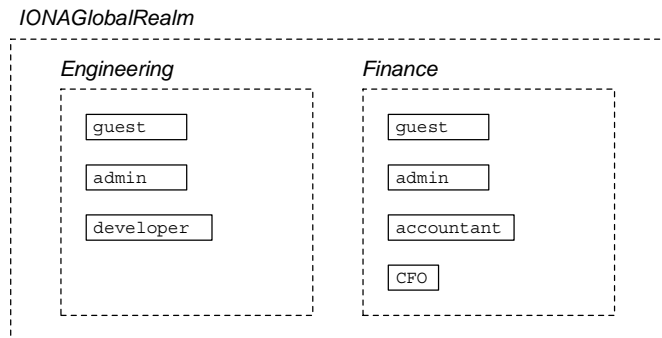 IONAGlobalRealm
Engineering
guest
admin
developer
Finance
guest
admin
accountant
CFO